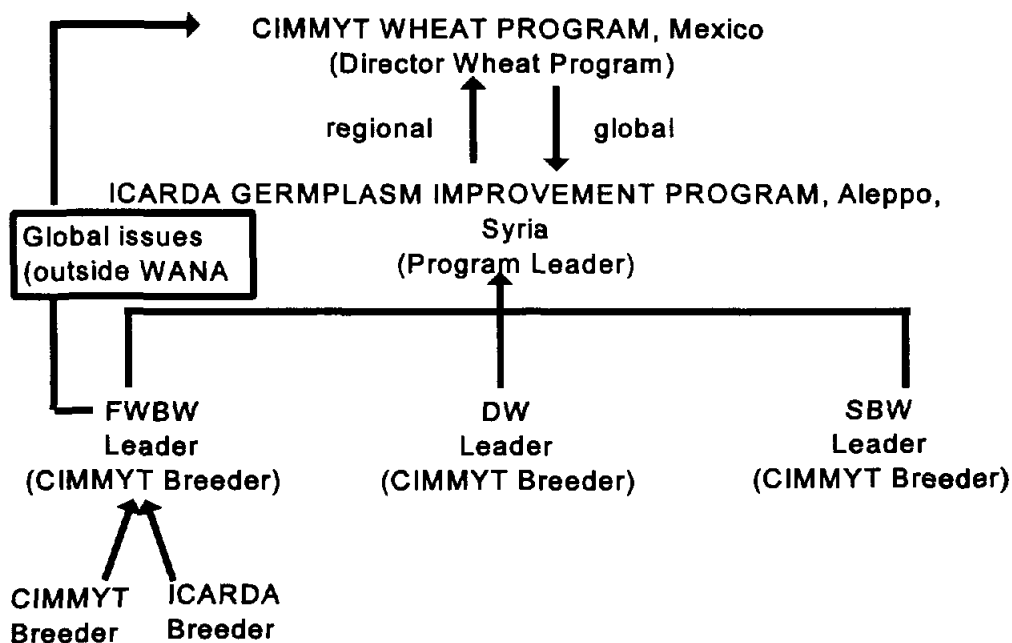 CIMMYT WHEAT PROGRAM, Mexico
(Director Wheat Program)
regional
global
ICARDA GERMPLASM IMPROVEMENT PROGRAM, Aleppo,
Syria
(Program Leader)
Global issues
(outside WANA
FWBW
Leader
(CIMMYT Breeder)
DW
Leader
(CIMMYT Breeder)
SBW
Leader
(CIMMYT Breeder)
CIMMYT
Breeder
ICARDA
Breeder